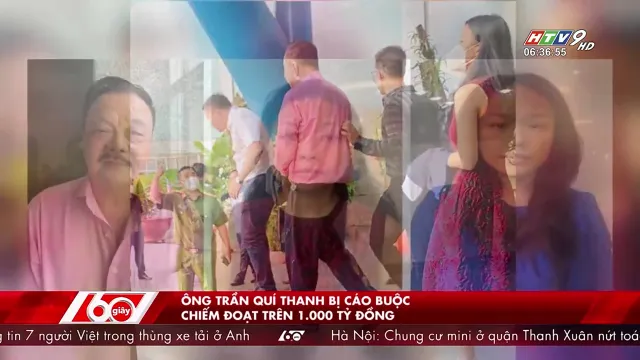 HTV9 HD
06:36:55
60 giây
ÔNG TRẦN QUÍ THANH BỊ CÁO BUỘC
CHIẾM ĐOẠT TRÊN 1.000 TỶ ĐỒNG
g tin 7 người Việt trong thùng xe tải ở Anh 60 Hà Nội: Chung cư mini ở quận Thanh Xuân nứt toá